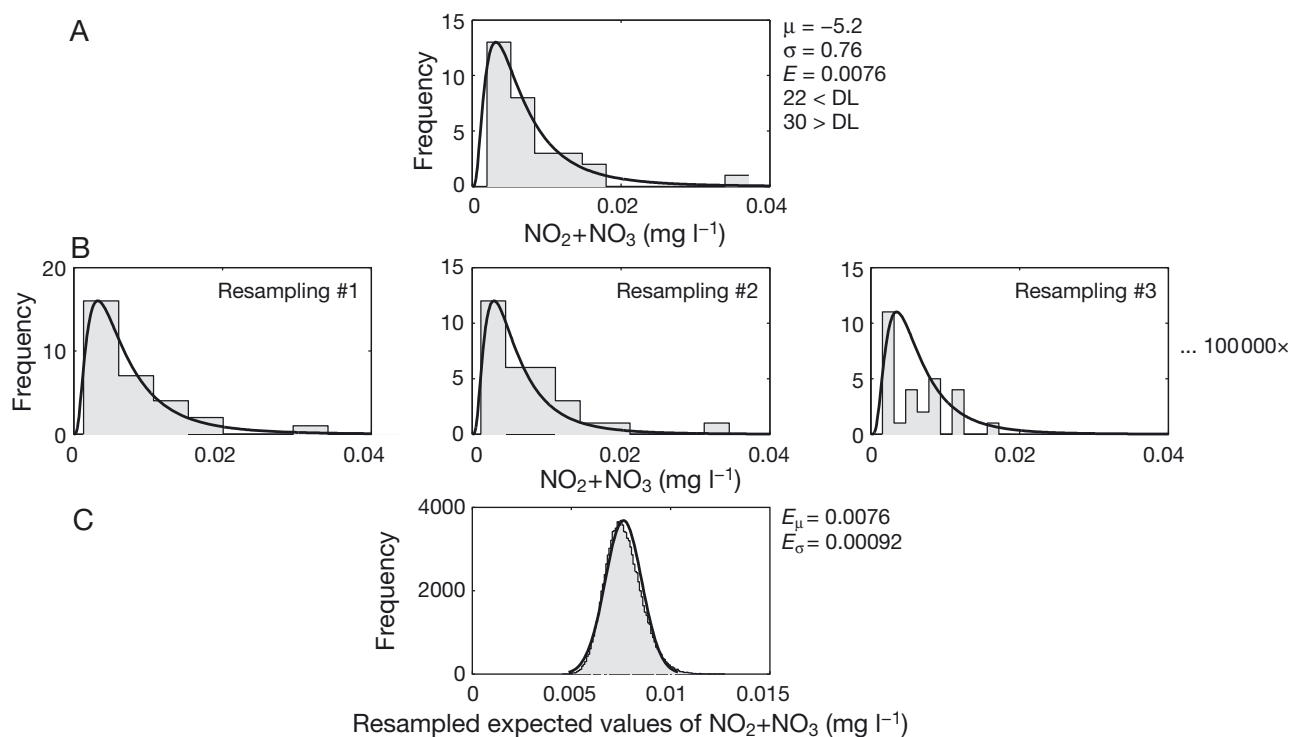 A
15
10
5
0
Frequency
0
0.02
0.04
NO₂+NO₃ (mg l⁻¹)
μ = −5.2
σ = 0.76
E = 0.0076
22 < DL
30 > DL
B
20
10
0
Frequency
Resampling #1
0
0.02
0.04
15
10
5
0
Resampling #2
0
0.02
0.04
NO₂+NO₃ (mg l⁻¹)
15
10
5
0
Resampling #3
0
0.02
0.04
... 100 000×
C
4000
2000
0
Frequency
0
0.005
0.01
0.015
Resampled expected values of NO₂+NO₃ (mg l⁻¹)
Eμ = 0.0076
Eσ = 0.00092